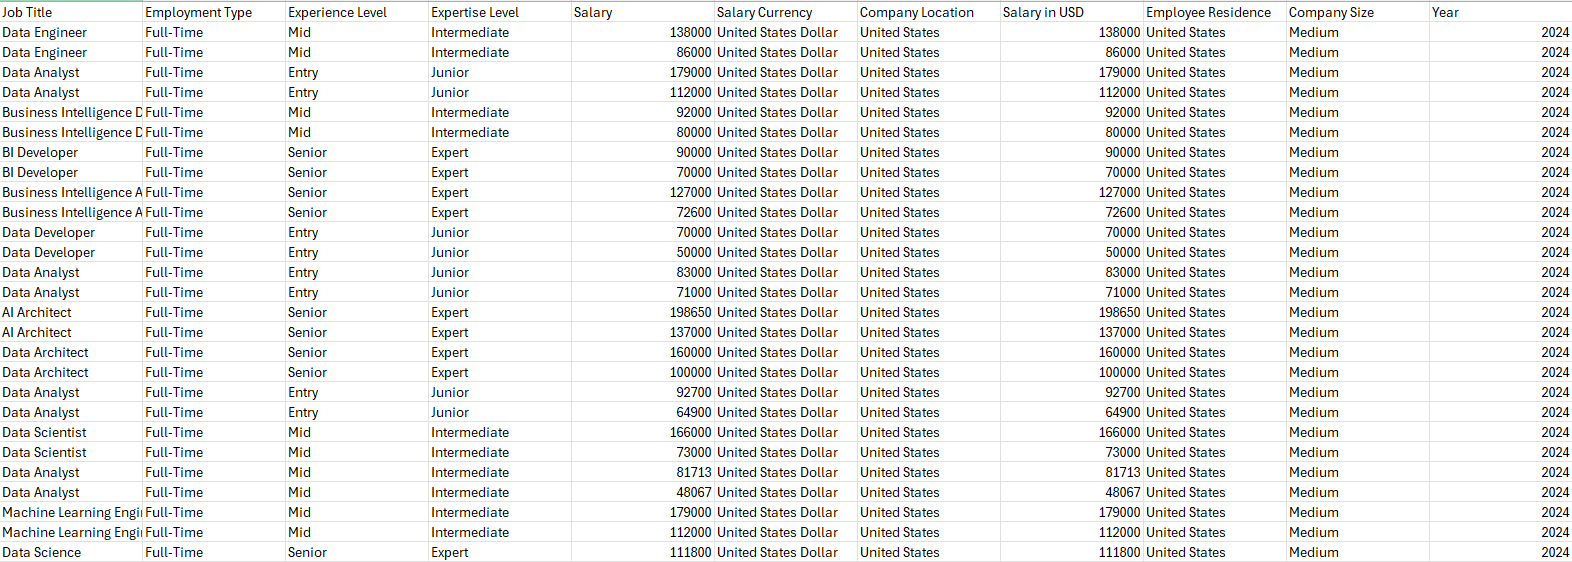 Job Title Employment Type Experience Level Expertise Level Salary Salary Currency Company Location Salary in USD Employee Residence Company Size Year
Data Engineer Full-Time Mid Intermediate 138000 United States Dollar United States 138000 United States Medium 2024
Data Engineer Full-Time Mid Intermediate 86000 United States Dollar United States 86000 United States Medium 2024
Data Analyst Full-Time Entry Junior 179000 United States Dollar United States 179000 United States Medium 2024
Data Analyst Full-Time Entry Junior 112000 United States Dollar United States 112000 United States Medium 2024
Business Intelligence D Full-Time Mid Intermediate 92000 United States Dollar United States 92000 United States Medium 2024
Business Intelligence D Full-Time Mid Intermediate 80000 United States Dollar United States 80000 United States Medium 2024
BI Developer Full-Time Senior Expert 90000 United States Dollar United States 90000 United States Medium 2024
BI Developer Full-Time Senior Expert 70000 United States Dollar United States 70000 United States Medium 2024
Business Intelligence A Full-Time Senior Expert 127000 United States Dollar United States 127000 United States Medium 2024
Business Intelligence A Full-Time Senior Expert 72600 United States Dollar United States 72600 United States Medium 2024
Data Developer Full-Time Entry Junior 70000 United States Dollar United States 70000 United States Medium 2024
Data Developer Full-Time Entry Junior 50000 United States Dollar United States 50000 United States Medium 2024
Data Analyst Full-Time Entry Junior 83000 United States Dollar United States 83000 United States Medium 2024
Data Analyst Full-Time Entry Junior 71000 United States Dollar United States 71000 United States Medium 2024
AI Architect Full-Time Senior Expert 198650 United States Dollar United States 198650 United States Medium 2024
AI Architect Full-Time Senior Expert 137000 United States Dollar United States 137000 United States Medium 2024
Data Architect Full-Time Senior Expert 160000 United States Dollar United States 160000 United States Medium 2024
Data Architect Full-Time Senior Expert 100000 United States Dollar United States 100000 United States Medium 2024
Data Analyst Full-Time Entry Junior 92700 United States Dollar United States 92700 United States Medium 2024
Data Analyst Full-Time Entry Junior 64900 United States Dollar United States 64900 United States Medium 2024
Data Scientist Full-Time Mid Intermediate 166000 United States Dollar United States 166000 United States Medium 2024
Data Scientist Full-Time Mid Intermediate 73000 United States Dollar United States 73000 United States Medium 2024
Data Analyst Full-Time Mid Intermediate 81713 United States Dollar United States 81713 United States Medium 2024
Data Analyst Full-Time Mid Intermediate 48067 United States Dollar United States 48067 United States Medium 2024
Machine Learning Engi Full-Time Mid Intermediate 179000 United States Dollar United States 179000 United States Medium 2024
Machine Learning Engi Full-Time Mid Intermediate 112000 United States Dollar United States 112000 United States Medium 2024
Data Science Full-Time Senior Expert 111800 United States Dollar United States 111800 United States Medium 2024